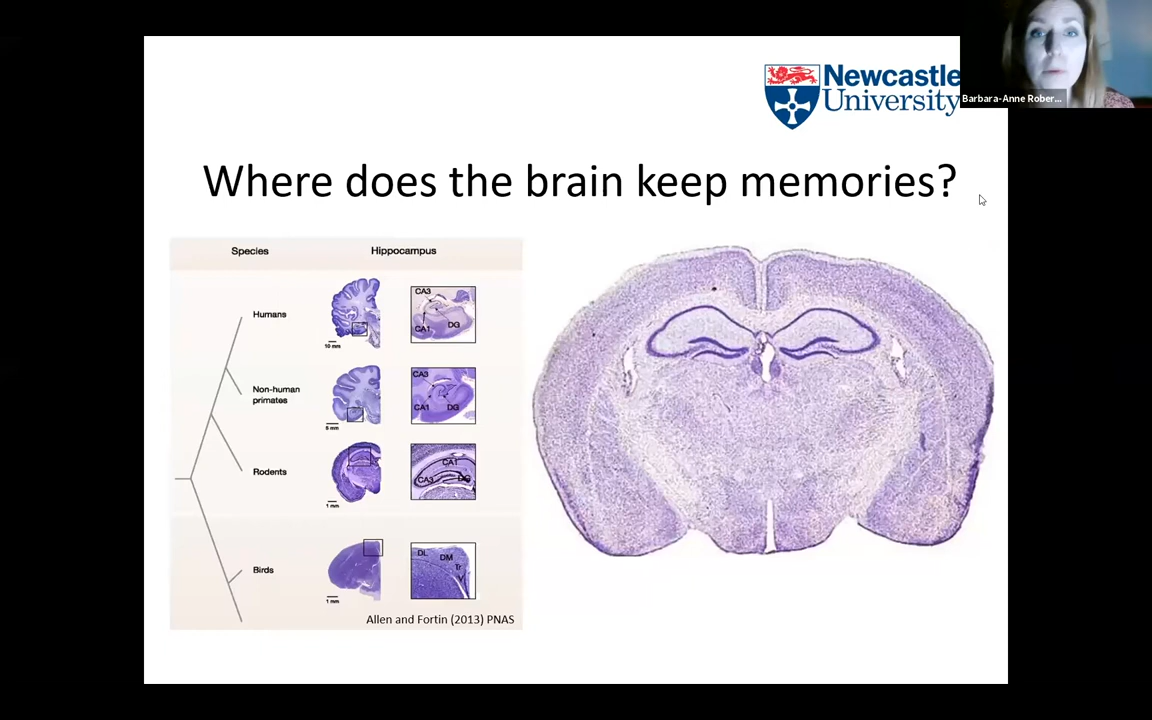 Newcastle
University
Barbara-Anne Rober...
Where does the brain keep memories?
Species
Hippocampus
Humans
CA3
CA1
DG
10 mm
Non-human
primates
CA3
CA1
DG
5 mm
Rodents
CA1
CA3
DG
1 mm
Birds
DL
DM
Tr
V
1 mm
Allen and Fortin (2013) PNAS